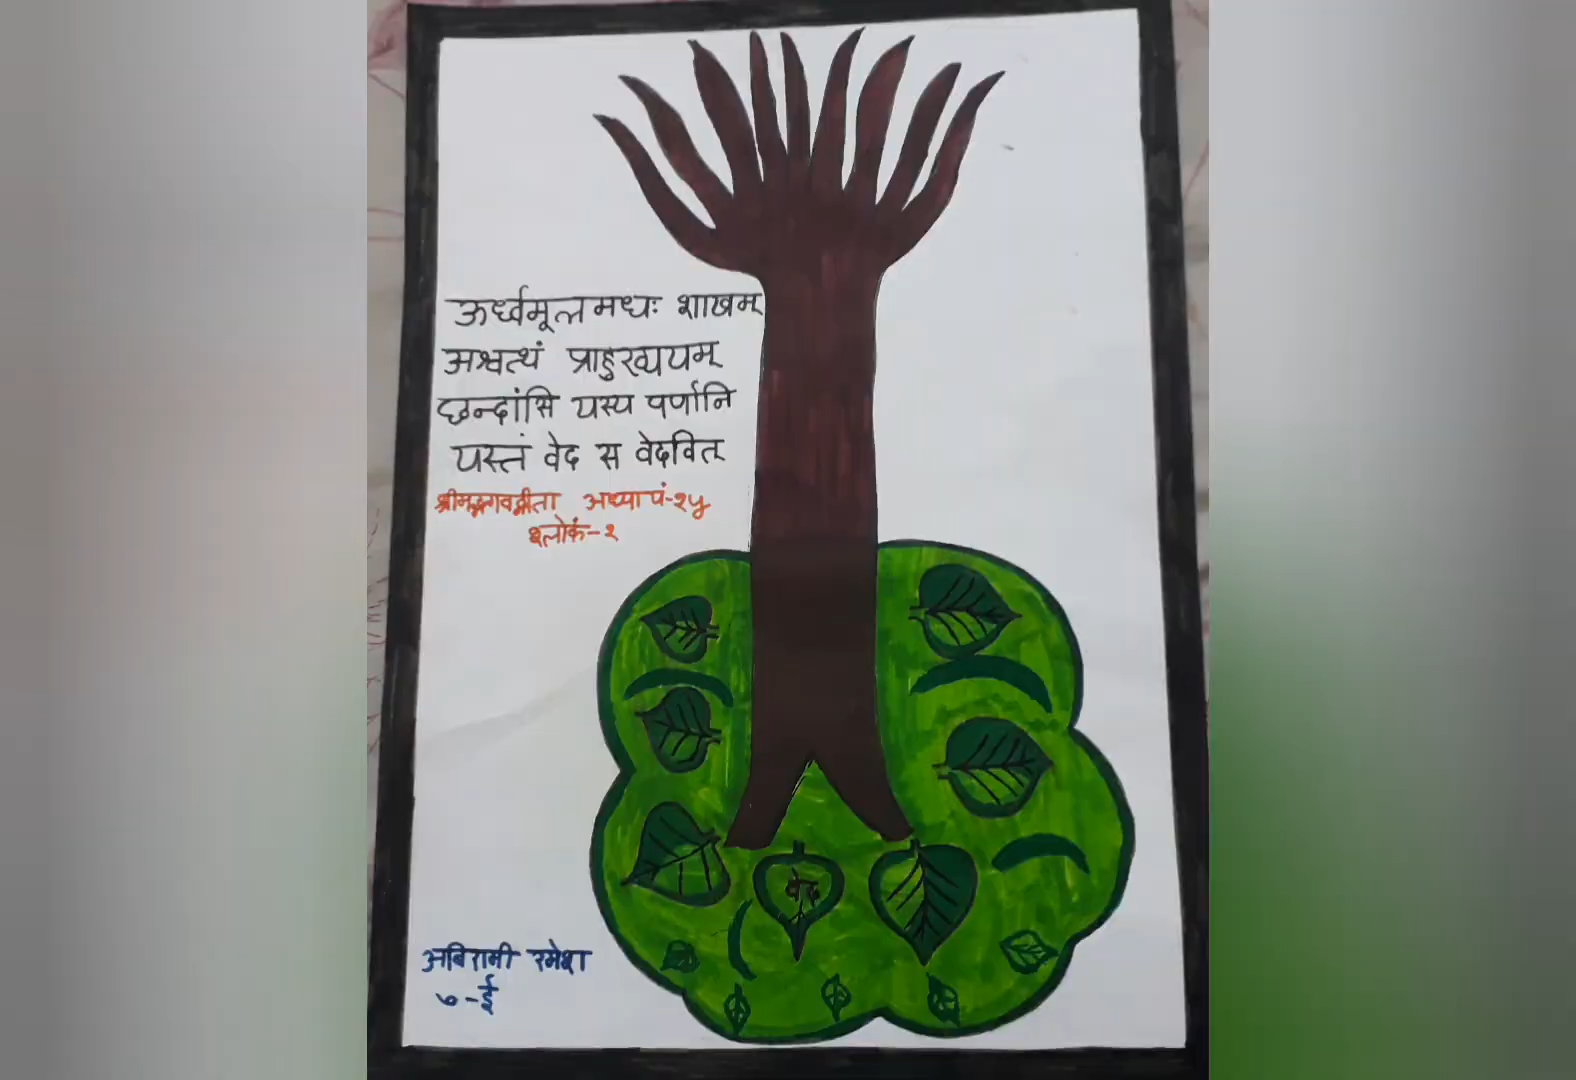 ऊर्ध्वमूलमधः शाखम्
अश्वत्थं प्राहुरव्ययम्
छन्दांसि यस्य पर्णानि
यस्तं वेद स वेदवित्
श्रीमद्भगवद्गीता अध्यायं-१५
श्लोकं-१
वेद
अबिरामी रमेश
७-ई